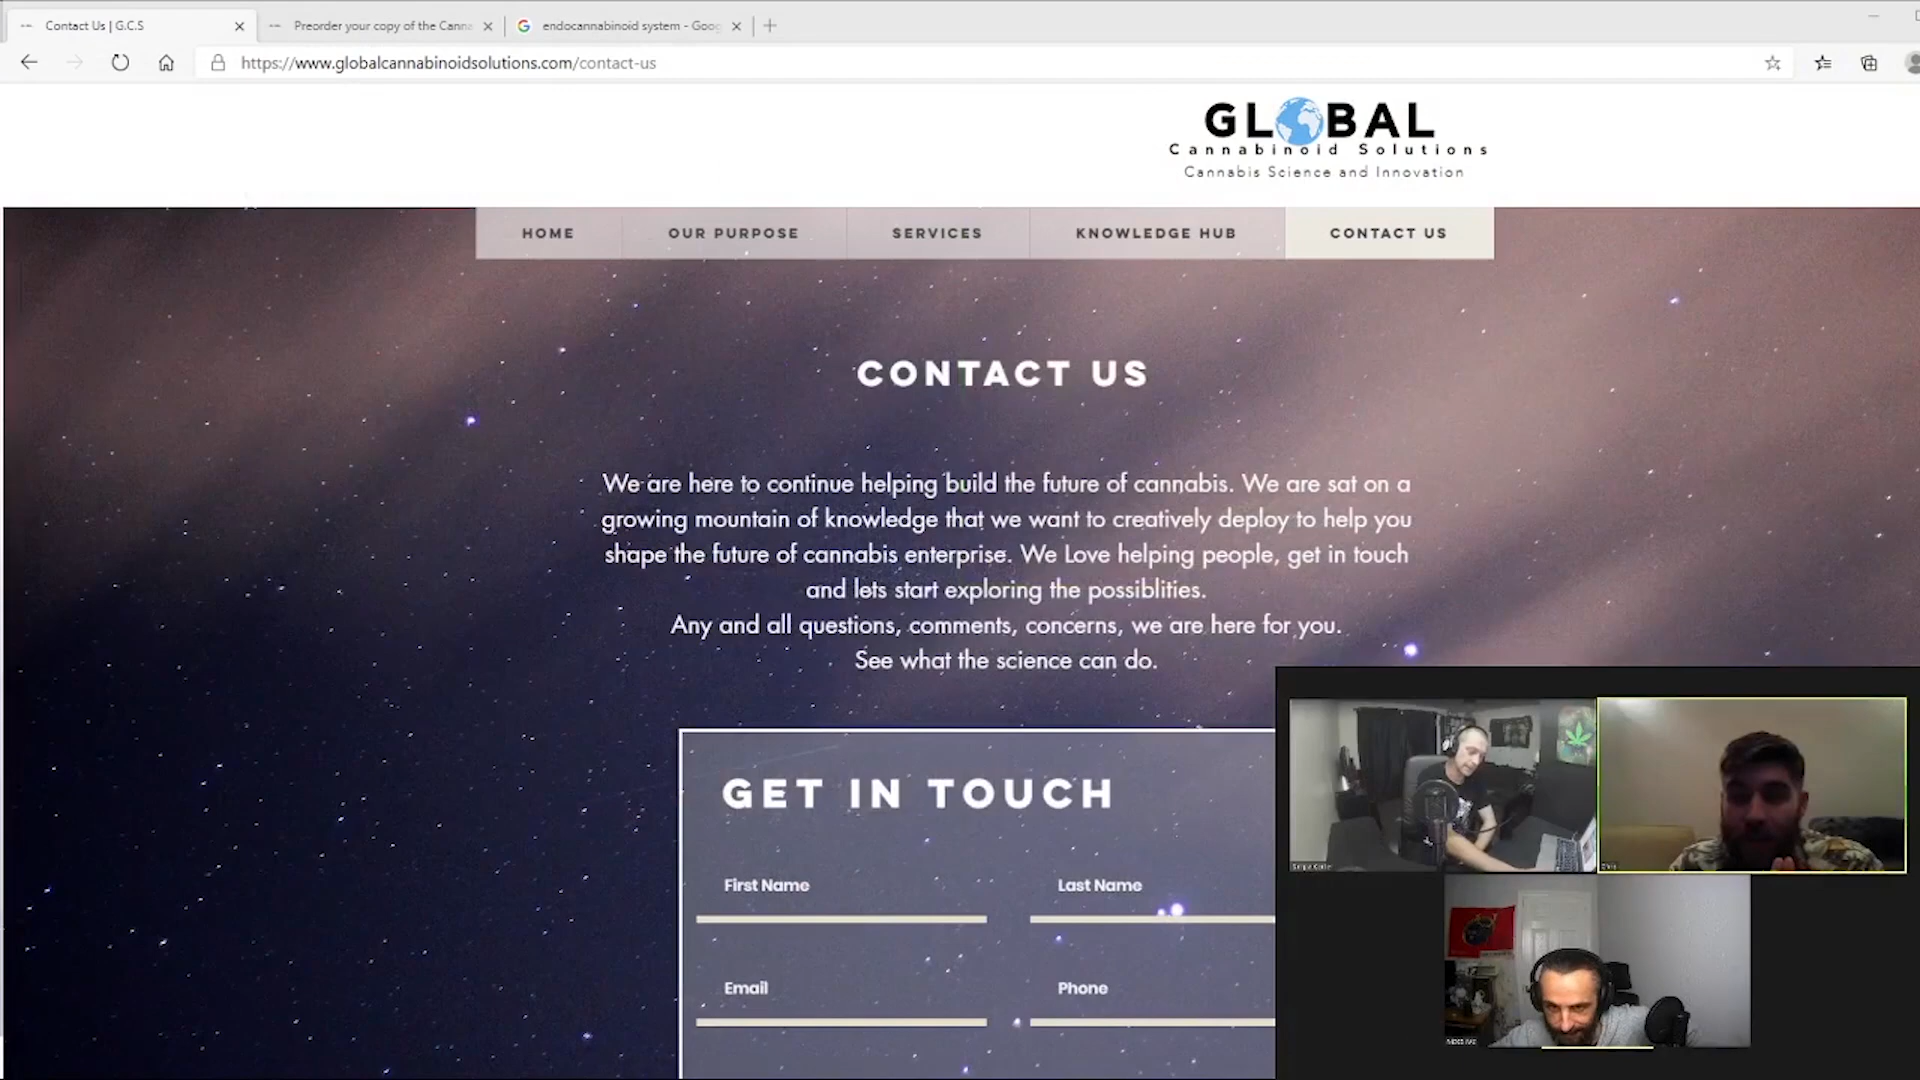 Contact Us | G.C.S
Preorder your copy of the Canna
endocannabinoid system - Goog
https://www.globalcannabinoidsolutions.com/contact-us
GLOBAL
Cannabinoid Solutions
Cannabis Science and Innovation
HOME
OUR PURPOSE
SERVICES
KNOWLEDGE HUB
CONTACT US
CONTACT US
We are here to continue helping build the future of cannabis. We are sat on a
growing mountain of knowledge that we want to creatively deploy to help you
shape the future of cannabis enterprise. We Love helping people, get in touch
and lets start exploring the possiblities.
Any and all questions, comments, concerns, we are here for you.
See what the science can do.
GET IN TOUCH
First Name
Last Name
Email
Phone
Chris